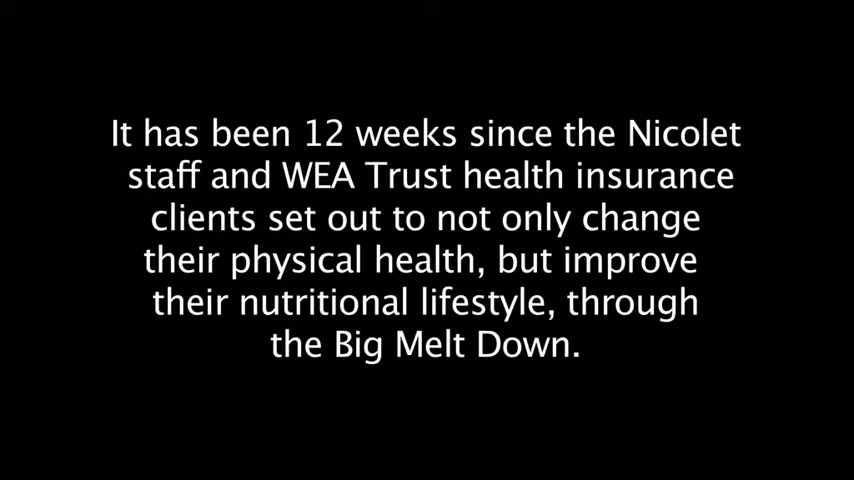 It has been 12 weeks since the Nicolet
staff and WEA Trust health insurance
clients set out to not only change
their physical health, but improve
their nutritional lifestyle, through
the Big Melt Down.